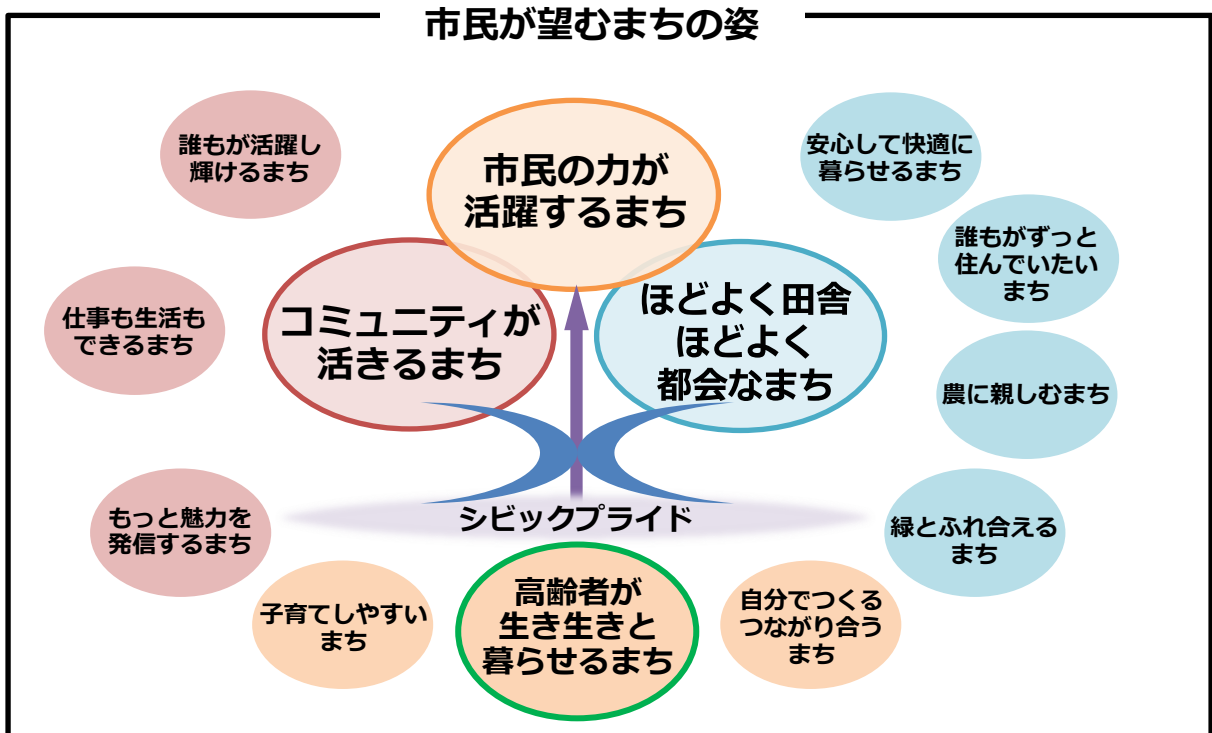 市民が望むまちの姿
誰もが活躍し
輝けるまち
市民の力が
活躍するまち
安心して快適に
暮らせるまち
誰もがずっと
住んでいたい
まち
仕事も生活も
できるまち
コミュニティが
活きるまち
ほどよく田舎
ほどよく
都会なまち
農に親しむまち
もっと魅力を
発信するまち
シビックプライド
緑とふれ合える
まち
子育てしやすい
まち
高齢者が
生き生きと
暮らせるまち
自分でつくる
つながり合う
まち